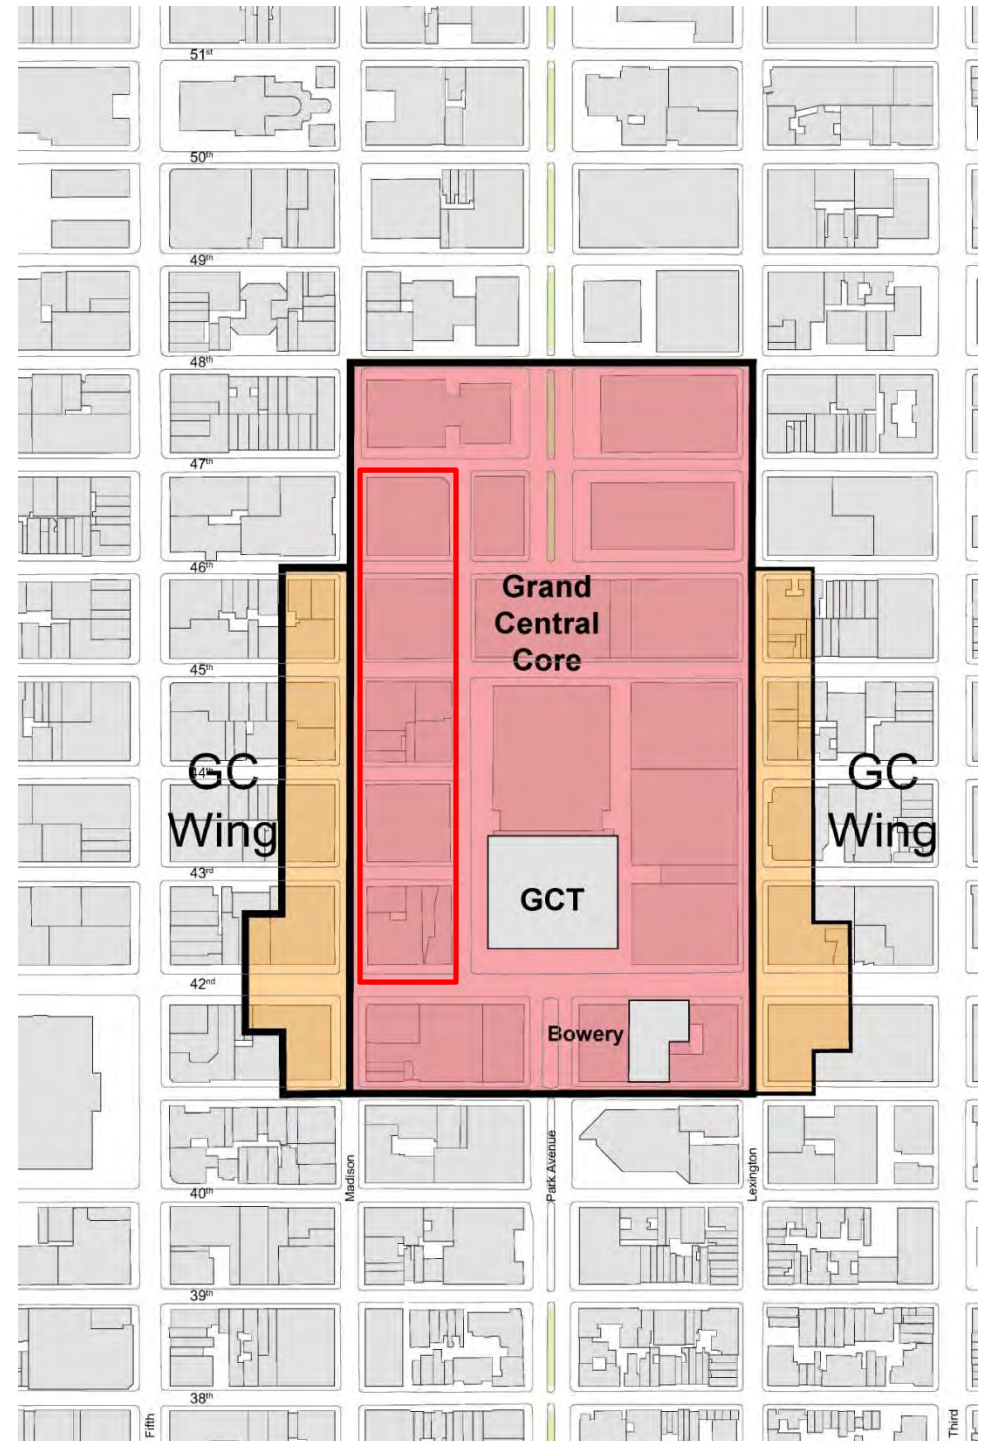 51st
50th
49th
48th
47th
46th
Grand
Central
Core
45th
44th
GC
Wing
GC
Wing
43rd
GCT
42nd
Bowery
Madison
Park Avenue
Lexington
40th
39th
38th
Fifth
Third